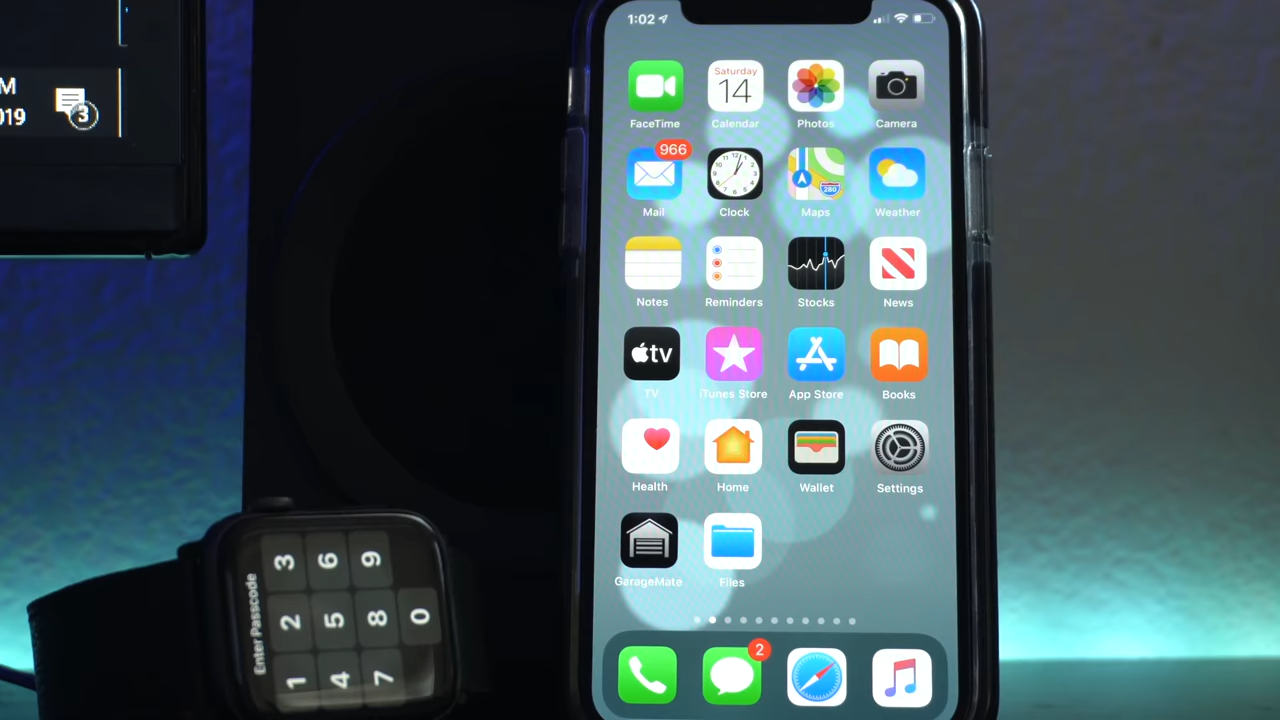 M
019
3
1:02
FaceTime
Saturday
14
Calendar
Photos
Camera
966
Mail
Clock
280
Maps
Weather
Notes
Reminders
Stocks
News
tv
TV
iTunes Store
App Store
Books
Health
Home
Wallet
Settings
GarageMate
Files
2
Enter Passcode
1 2 3
4 5 6
7 8 9
0